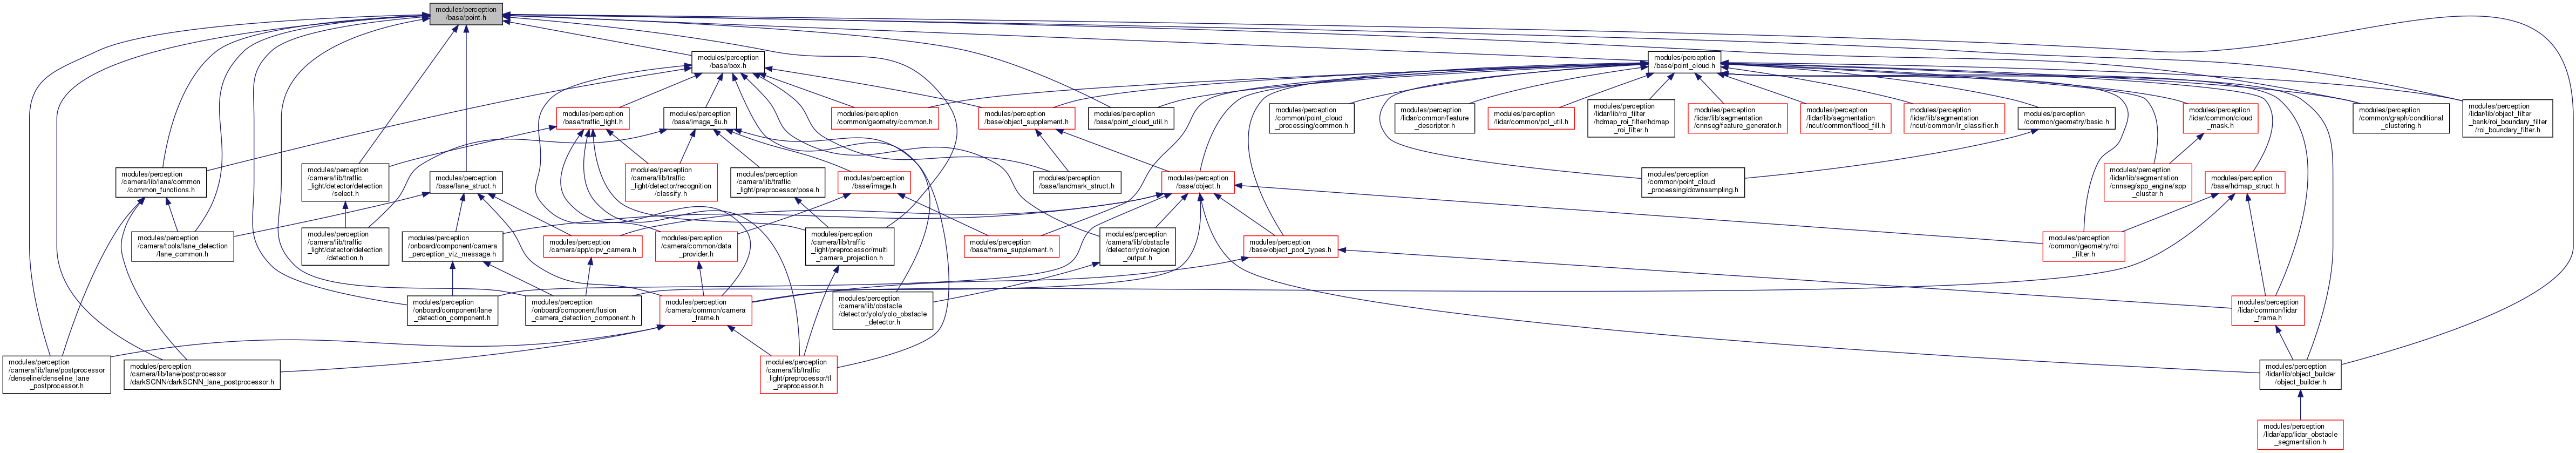 modules/perception
/base/point.h
modules/perception
/base/box.h
modules/perception
/base/point_cloud.h
modules/perception
/base/traffic_light.h
modules/perception
/base/image_8u.h
modules/perception
/common/geometry/common.h
modules/perception
/base/object_supplement.h
modules/perception
/base/point_cloud_util.h
modules/perception
/common/point_cloud
_processing/common.h
modules/perception
/lidar/common/feature
_descriptor.h
modules/perception
/lidar/common/pcl_util.h
modules/perception
/lidar/lib/roi_filter
/hdmap_roi_filter/hdmap
_roi_filter.h
modules/perception
/lidar/lib/segmentation
/cnnseg/feature_generator.h
modules/perception
/lidar/lib/segmentation
/ncut/common/flood_fill.h
modules/perception
/lidar/lib/segmentation
/ncut/common/lr_classifier.h
modules/perception
/common/geometry/basic.h
modules/perception
/lidar/common/cloud
_mask.h
modules/perception
/common/graph/conditional
_clustering.h
modules/perception
/lidar/lib/object_filter
_bank/roi_boundary_filter
/roi_boundary_filter.h
modules/perception
/camera/lib/lane/common
/common_functions.h
modules/perception
/camera/lib/traffic
_light/detector/detection
/select.h
modules/perception
/base/lane_struct.h
modules/perception
/camera/lib/traffic
_light/detector/recognition
/classify.h
modules/perception
/camera/lib/traffic
_light/preprocessor/pose.h
modules/perception
/base/image.h
modules/perception
/base/landmark_struct.h
modules/perception
/base/object.h
modules/perception
/common/point_cloud
_processing/downsampling.h
modules/perception
/lidar/lib/segmentation
/cnnseg/spp_engine/spp
_cluster.h
modules/perception
/base/hdmap_struct.h
modules/perception
/camera/tools/lane_detection
/lane_common.h
modules/perception
/camera/lib/traffic
_light/detector/detection
/detection.h
modules/perception
/onboard/component/camera
_perception_viz_message.h
modules/perception
/camera/app/cipv_camera.h
modules/perception
/camera/common/data
_provider.h
modules/perception
/camera/lib/traffic
_light/preprocessor/multi
_camera_projection.h
modules/perception
/base/frame_supplement.h
modules/perception
/camera/lib/obstacle
/detector/yolo/region
_output.h
modules/perception
/base/object_pool_types.h
modules/perception
/common/geometry/roi
_filter.h
modules/perception
/onboard/component/lane
_detection_component.h
modules/perception
/onboard/component/fusion
_camera_detection_component.h
modules/perception
/camera/common/camera
_frame.h
modules/perception
/camera/lib/obstacle
/detector/yolo/yolo_obstacle
_detector.h
modules/perception
/lidar/common/lidar
_frame.h
modules/perception
/camera/lib/lane/postprocessor
/denseline/denseline_lane
_postprocessor.h
modules/perception
/camera/lib/lane/postprocessor
/darkSCNN/darkSCNN_lane_postprocessor.h
modules/perception
/camera/lib/traffic
_light/preprocessor/tl
_preprocessor.h
modules/perception
/lidar/lib/object_builder
/object_builder.h
modules/perception
/lidar/app/lidar_obstacle
_segmentation.h